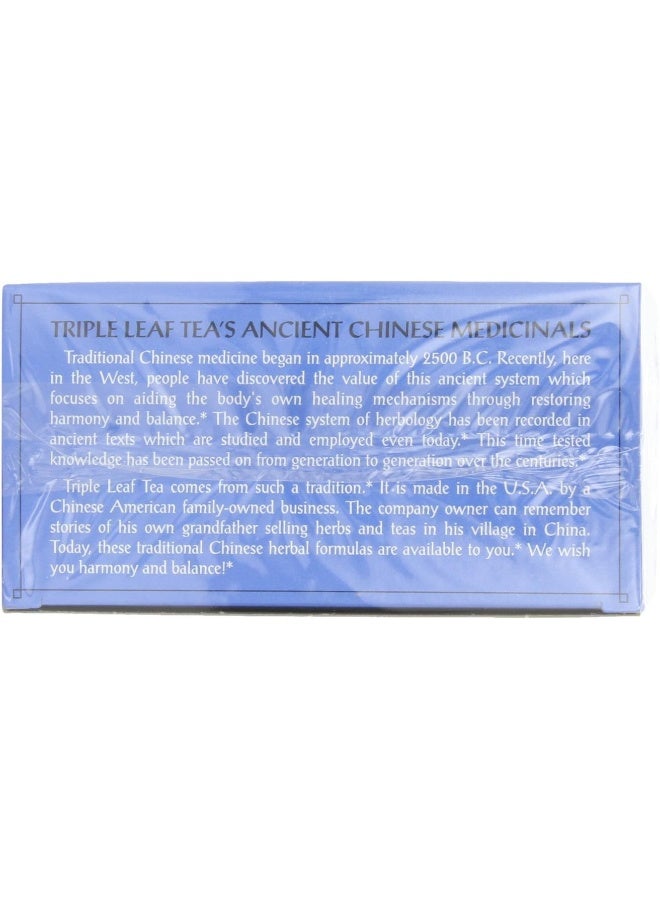 TRIPLE LEAF TEA'S ANCIENT CHINESE MEDICINALS
Traditional Chinese medicine began in approximately 2500 B.C. Recently, here
in the West, people have discovered the value of this ancient system which
focuses on aiding the body's own healing mechanisms through restoring
harmony and balance.* The Chinese system of herbology has been recorded in
ancient texts which are studied and employed even today.* This time tested
knowledge has been passed on from generation to generation over the centuries.*
Triple Leaf Tea comes from such a tradition.* It is made in the U.S.A. by a
Chinese American family-owned business. The company owner can remember
stories of his own grandfather selling herbs and teas in his village in China.
Today, these traditional Chinese herbal formulas are available to you.* We wish
you harmony and balance!*